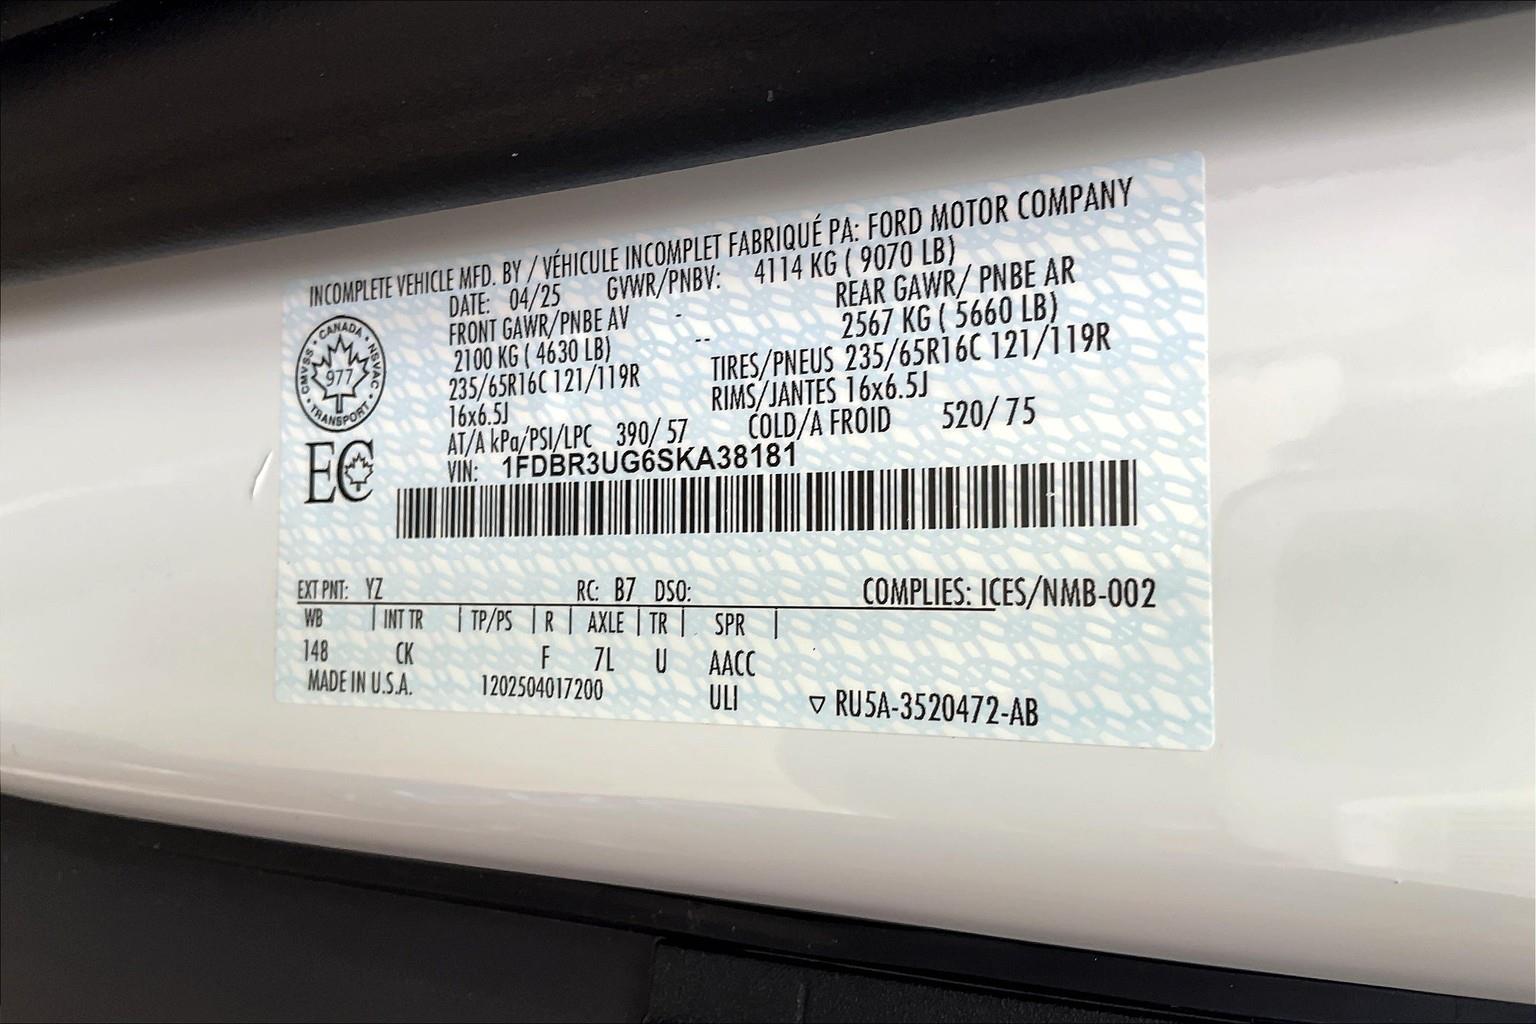 INCOMPLETE VEHICLE MFD. BY / VÉHICULE INCOMPLET FABRIQUÉ PA: FORD MOTOR COMPANY
DATE: 04/25 GVWR/PNBV: 4114 KG ( 9070 LB)
FRONT GAWR/PNBE AV - REAR GAWR/ PNBE AR
2100 KG ( 4630 LB) -- 2567 KG ( 5660 LB)
235/65R16C 121/119R TIRES/PNEUS 235/65R16C 121/119R
16x6.5J RIMS/JANTES 16x6.5J
AT/A kPa/PSI/LPC 390/ 57 COLD/A FROID 520/ 75
VIN: 1FDBR3UG6SKA38181
CANADA · NSVAC · TRANSPORT · CMVSS ·
977
EC
EXT PNT: YZ RC: B7 DSO: COMPLIES: ICES/NMB-002
WB | INT TR | TP/PS | R | AXLE | TR | SPR |
148 CK F 7L U AACC
MADE IN U.S.A. 1202504017200 ULI ▽ RU5A-3520472-AB